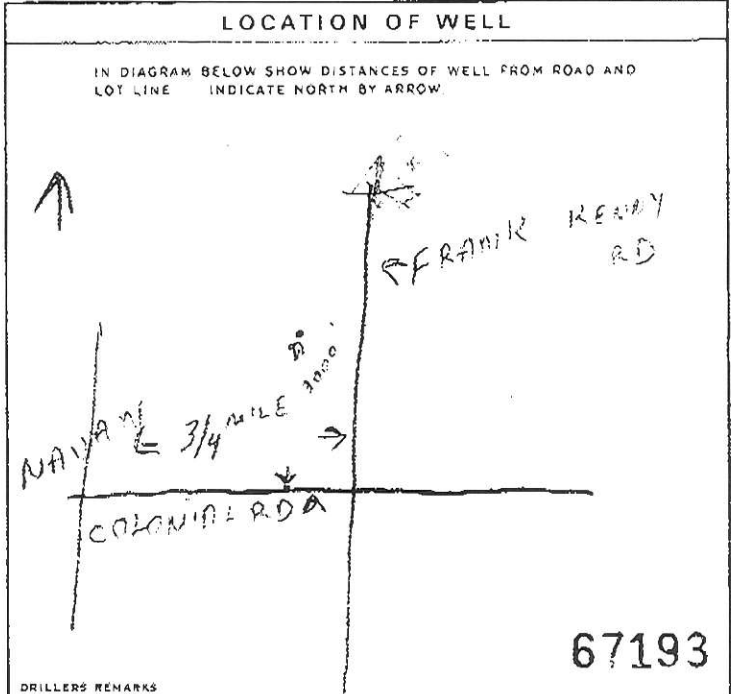 LOCATION OF WELL
IN DIAGRAM BELOW SHOW DISTANCES OF WELL FROM ROAD AND
LOT LINE INDICATE NORTH BY ARROW.
FRANK KENNY
RD
NAVAN
3/4 MILE
COLONIAL RD
67193
DRILLERS REMARKS